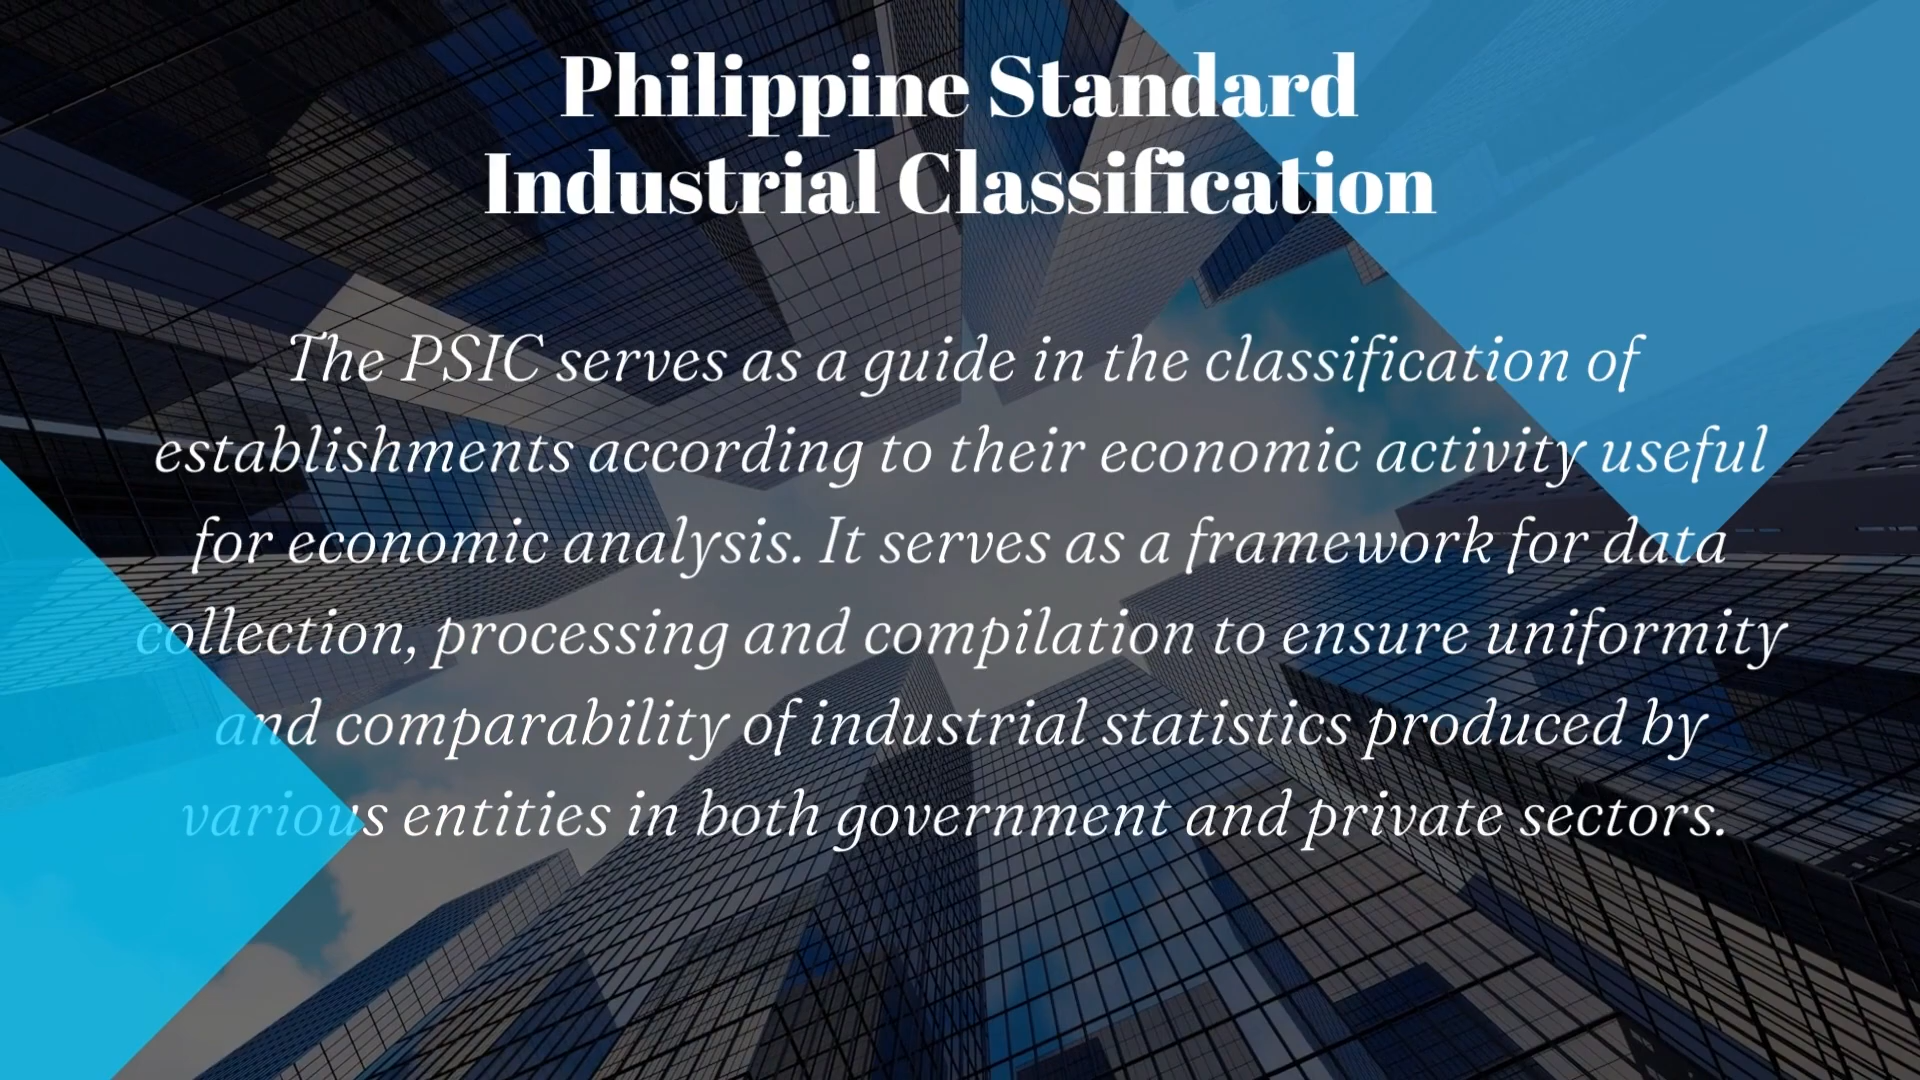 Philippine Standard
Industrial Classification
The PSIC serves as a guide in the classification of
establishments according to their economic activity useful
for economic analysis. It serves as a framework for data
collection, processing and compilation to ensure uniformity
and comparability of industrial statistics produced by
various entities in both government and private sectors.